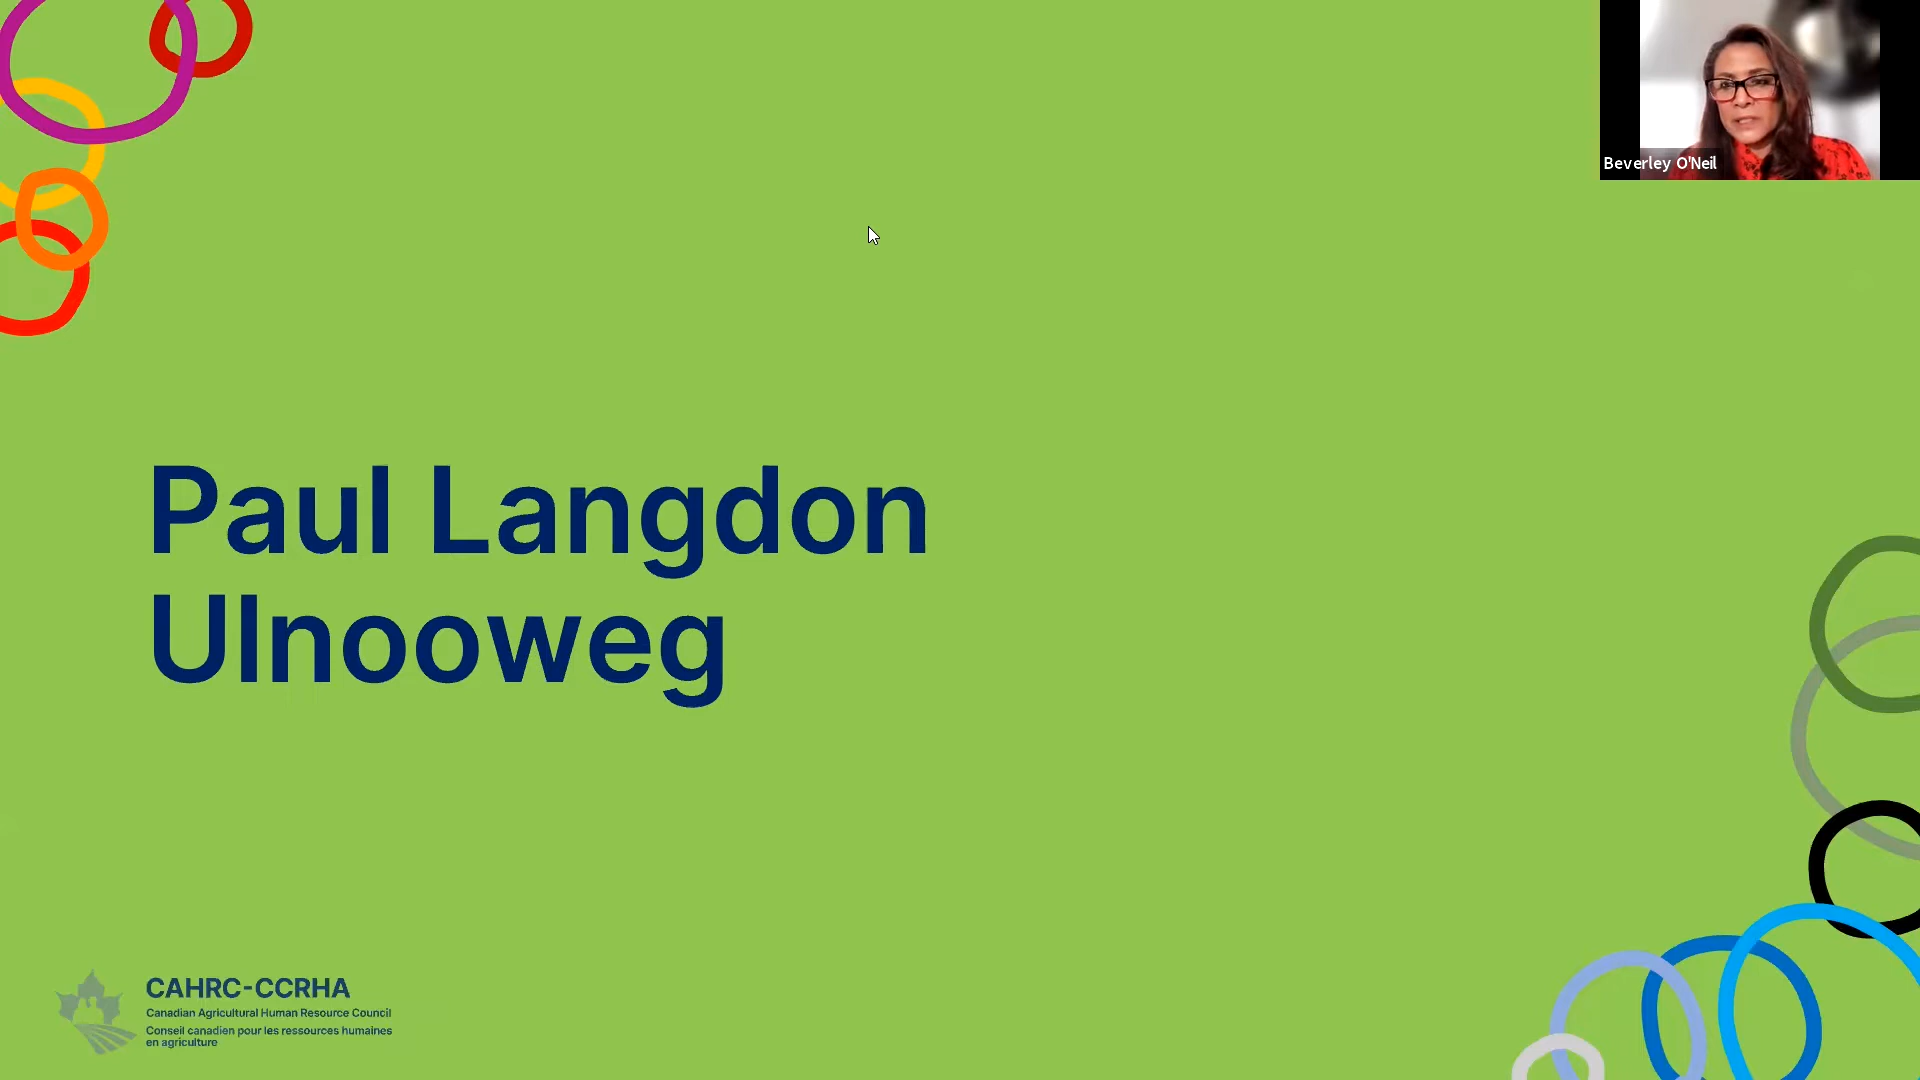 Beverley O'Neil
Paul Langdon
Ulnooweg
CAHRC-CCRHA
Canadian Agricultural Human Resource Council
Conseil canadien pour les ressources humaines
en agriculture